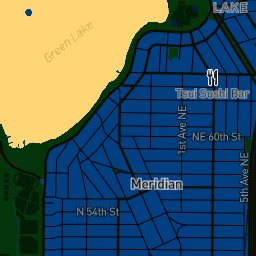 LAKE
Green Lake
Tsui Sushi Bar
1st Ave NE
NE 60th St
5th Ave NE
Meridian
N 54th St